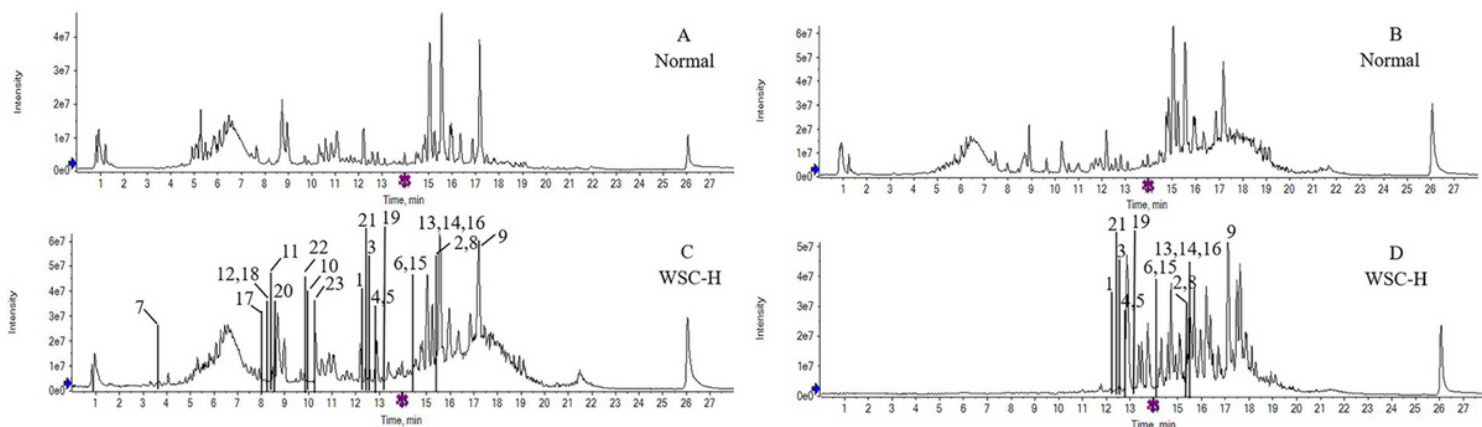 4e7
3e7
2e7
1e7
0e0
Intensity
A
Normal
1 2 3 4 5 6 7 8 9 10 11 12 13 14 15 16 17 18 19 20 21 22 23 24 25 26 27
Time, min
6e7
5e7
4e7
3e7
2e7
1e7
0e0
Intensity
B
Normal
1 2 3 4 5 6 7 8 9 10 11 12 13 14 15 16 17 18 19 20 21 22 23 24 25 26 27
Time, min
6e7
5e7
4e7
3e7
2e7
1e7
0e0
Intensity
21 19 13,14,16
11 3 2,8 9
12,18 22 6,15
10
17 20 23 1 4,5
7
C
WSC-H
1 2 3 4 5 6 7 8 9 10 11 12 13 14 15 16 17 18 19 20 21 22 23 24 25 26 27
Time, min
5e7
4e7
3e7
2e7
1e7
0e0
Intensity
21 19 9
3 13,14,16
6,15
1 4,5 2,8
D
WSC-H
1 2 3 4 5 6 7 8 9 10 11 12 13 14 15 16 17 18 19 20 21 22 23 24 25 26 27
Time, min